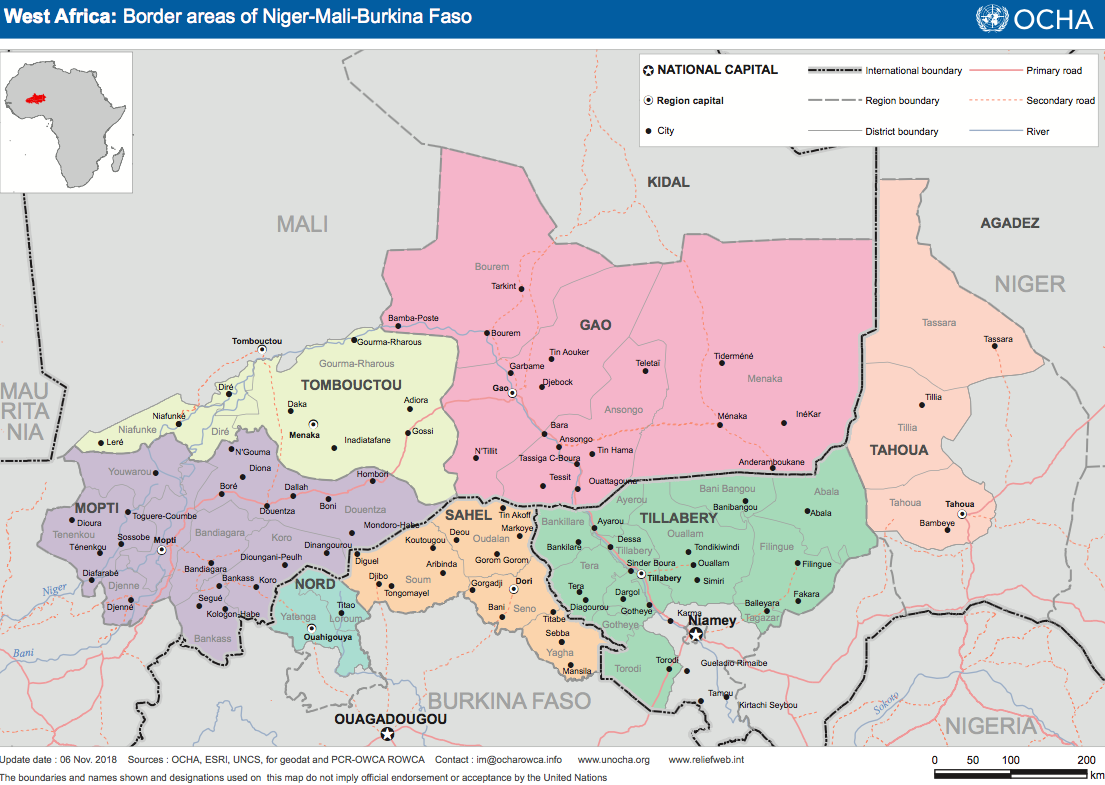 West Africa: Border areas of Niger-Mali-Burkina Faso
OCHA
NATIONAL CAPITAL
Region capital
City
International boundary
Region boundary
District boundary
Primary road
Secondary road
River
KIDAL
MALI
AGADEZ
NIGER
Bourem
Tarkint
GAO
Bamba-Poste
Bourem
Tassara
Tassara
Tombouctou
Gourma-Rharous
Gourma-Rharous
TOMBOUCTOU
Tin Aouker
Garbame
Teletaï
Tiderméné
Menaka
Djebock
Gao
MAU
RITA
NIA
Diré
Daka
Adiora
Ansongo
Tillia
Niafunke
Niafunké
Diré
Menaka
Gossi
Inadiatafane
Bara
Ménaka
InéKar
Tillia
Leré
N'Gouma
Diona
Ansongo
N'Tillit
Tassiga C-Boura
Tin Hama
Anderamboukane
TAHOUA
Youwarou
Hombori
Tessit
Ouattagouna
Boré
Dallah
Boni
Douentza
Douentza
MOPTI
Toguere-Coumbe
Dioura
Tenenkou
SAHEL
Tin Akoff
Ayerou
Bani Bangou
Banibangou
Abala
Abala
Tahoua
Tahoua
Bambeye
Bandiagara
Koro
Mondoro-Habe
Markoye
Bankillare
Ayarou
TILLABERY
Ouallam
Sossobe
Ténenkou
Mopti
Dinangourou
Deou
Koutougou
Oudalan
Bankilare
Dessa
Tillabery
Tondikiwindi
Filingue
Dioungani-Peulh
Diguel
Gorom Gorom
Aribinda
Tera
Sinder Boura
Ouallam
Filingue
Bandiagara
Diafarabé
Djenne
Bankass
Koro
NORD
Djibo
Soum
Tongomayel
Gorgadji
Dori
Tera
Tillabery
Simiri
Niger
Djenné
Segué
Kologon-Habe
Titao
Yatenga
Loroum
Bani
Seno
Diagourou
Dargol
Gotheye
Fakara
Balleyara
Tagazar
Bankass
Ouahigouya
Titabe
Gotheye
Karma
Niamey
Sebba
Yagha
Mansila
Torodi
Torodi
Gueladio Rimaibe
Bani
Tamou
Kirtachi Seybou
BURKINA FASO
Sokoto
OUAGADOUGOU
NIGERIA
Update date : 06 Nov. 2018 Sources : OCHA, ESRI, UNCS, for geodat and PCR-OWCA ROWCA Contact : im@ocharowca.info www.unocha.org www.reliefweb.int
The boundaries and names shown and designations used on this map do not imply official endorsement or acceptance by the United Nations
0 50 100 200
km